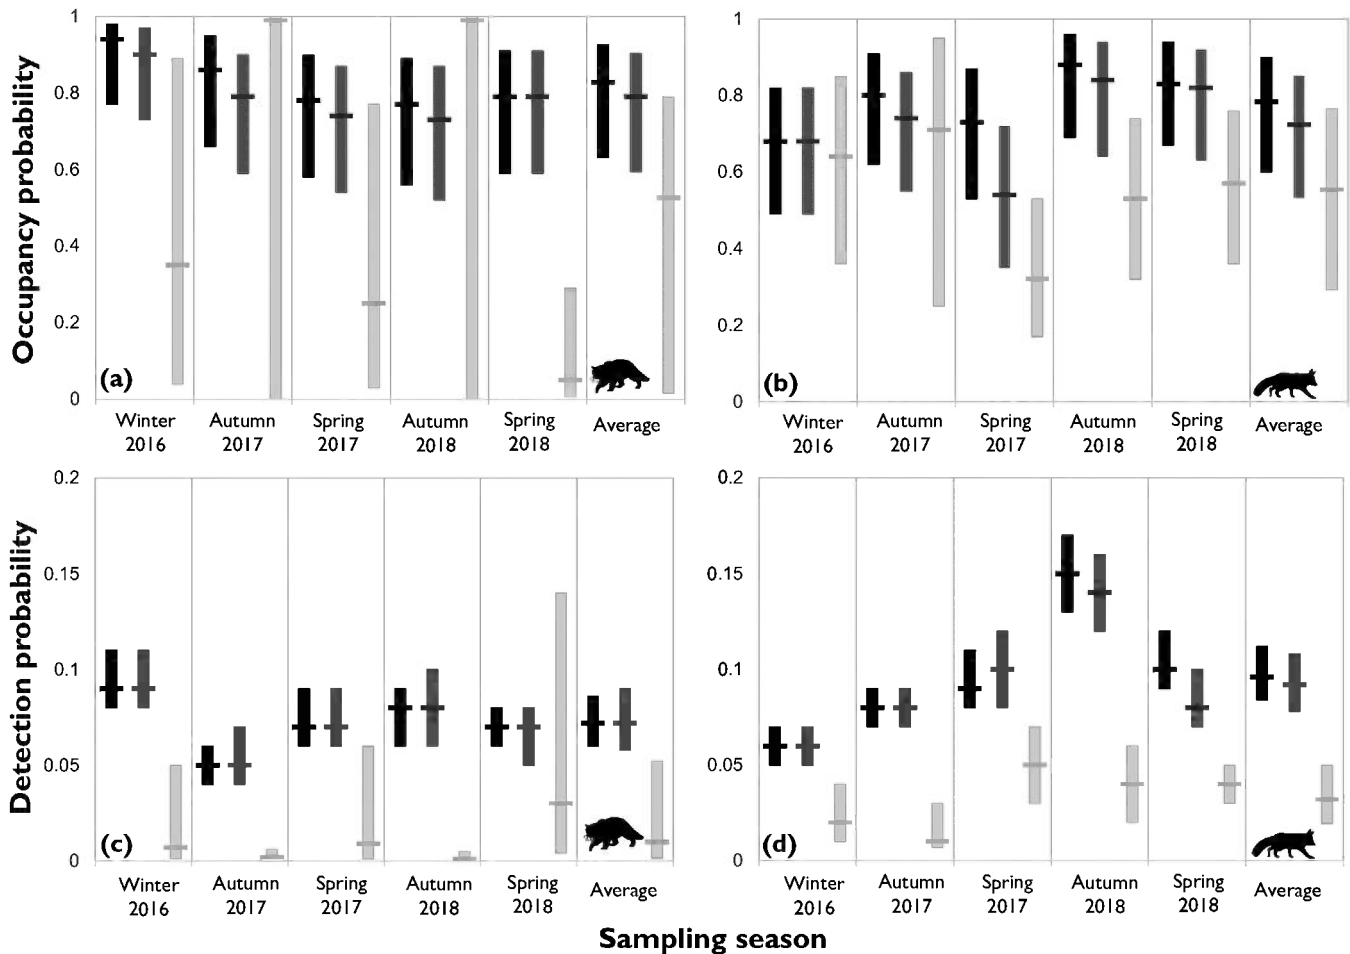 Occupancy probability
1
0.8
0.6
0.4
0.2
0
(a)
Winter 2016
Autumn 2017
Spring 2017
Autumn 2018
Spring 2018
Average
1
0.8
0.6
0.4
0.2
0
(b)
Winter 2016
Autumn 2017
Spring 2017
Autumn 2018
Spring 2018
Average
Detection probability
0.2
0.15
0.1
0.05
0
(c)
Winter 2016
Autumn 2017
Spring 2017
Autumn 2018
Spring 2018
Average
0.2
0.15
0.1
0.05
0
(d)
Winter 2016
Autumn 2017
Spring 2017
Autumn 2018
Spring 2018
Average
Sampling season